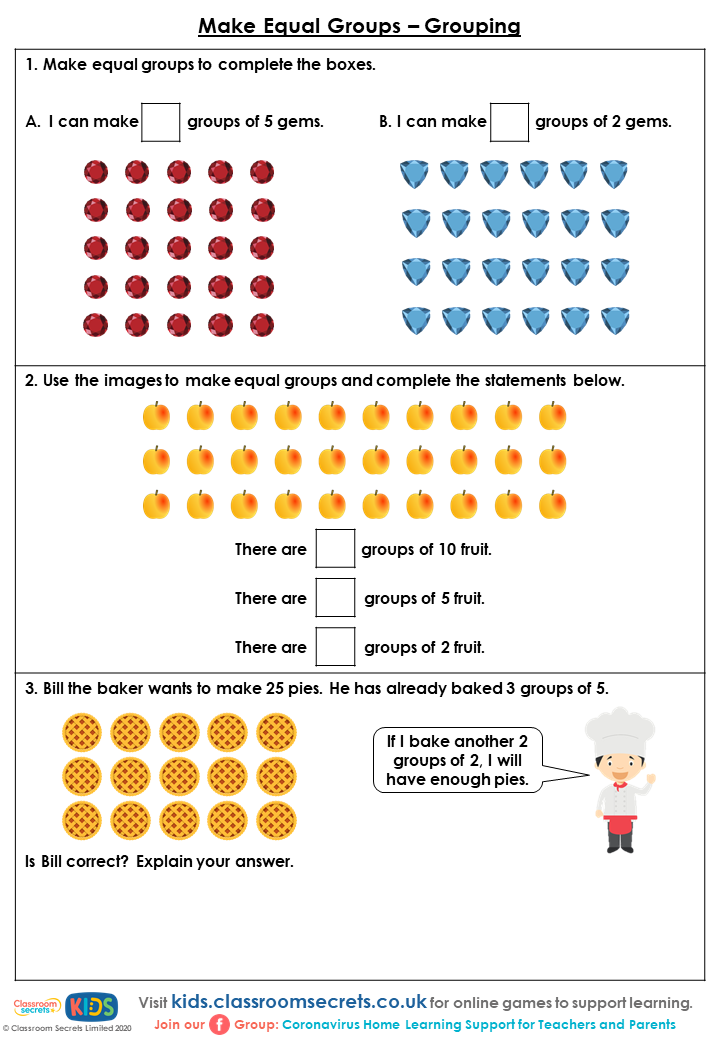 Make Equal Groups – Grouping
1. Make equal groups to complete the boxes.
A. I can make groups of 5 gems.
B. I can make groups of 2 gems.
2. Use the images to make equal groups and complete the statements below.
There are groups of 10 fruit.
There are groups of 5 fruit.
There are groups of 2 fruit.
3. Bill the baker wants to make 25 pies. He has already baked 3 groups of 5.
If I bake another 2
groups of 2, I will
have enough pies.
Is Bill correct? Explain your answer.
Classroom
Secrets
KIDS
© Classroom Secrets Limited 2020
Visit kids.classroomsecrets.co.uk for online games to support learning.
Join our f Group: Coronavirus Home Learning Support for Teachers and Parents